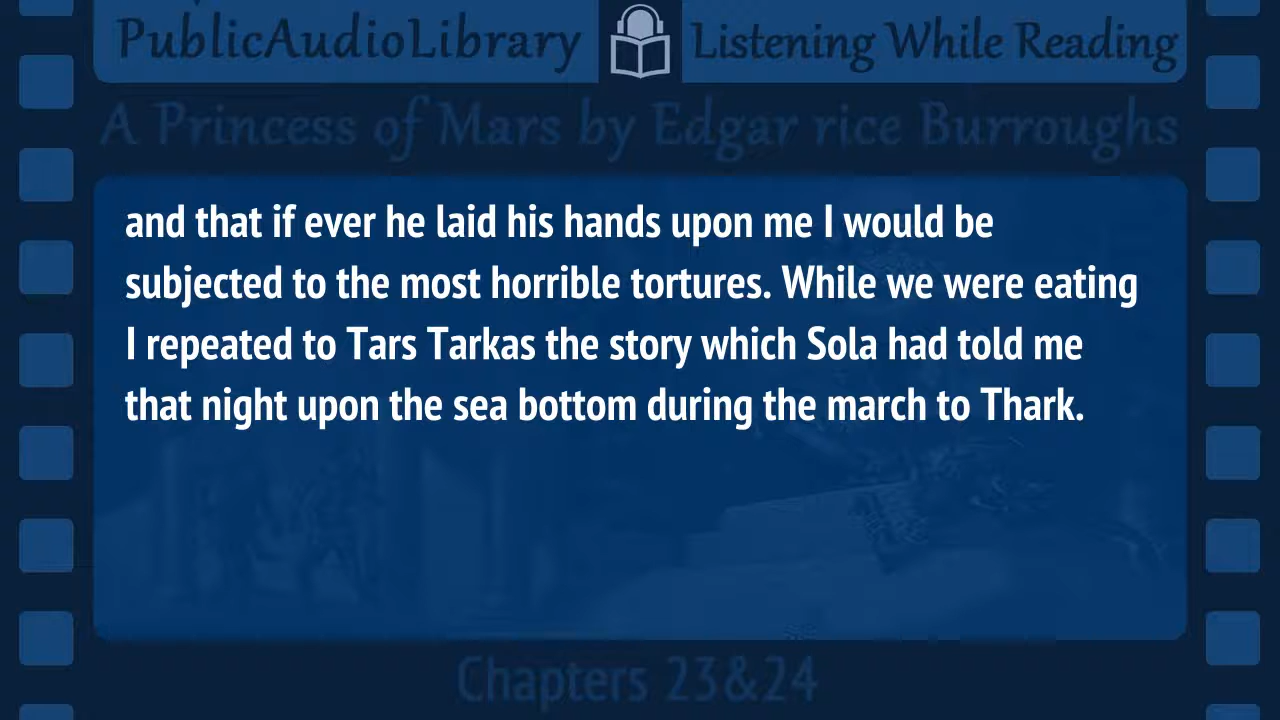 PublicAudioLibrary Listening While Reading
A Princess of Mars by Edgar rice Burroughs
and that if ever he laid his hands upon me I would be
subjected to the most horrible tortures. While we were eating
I repeated to Tars Tarkas the story which Sola had told me
that night upon the sea bottom during the march to Thark.
Chapters 23&24